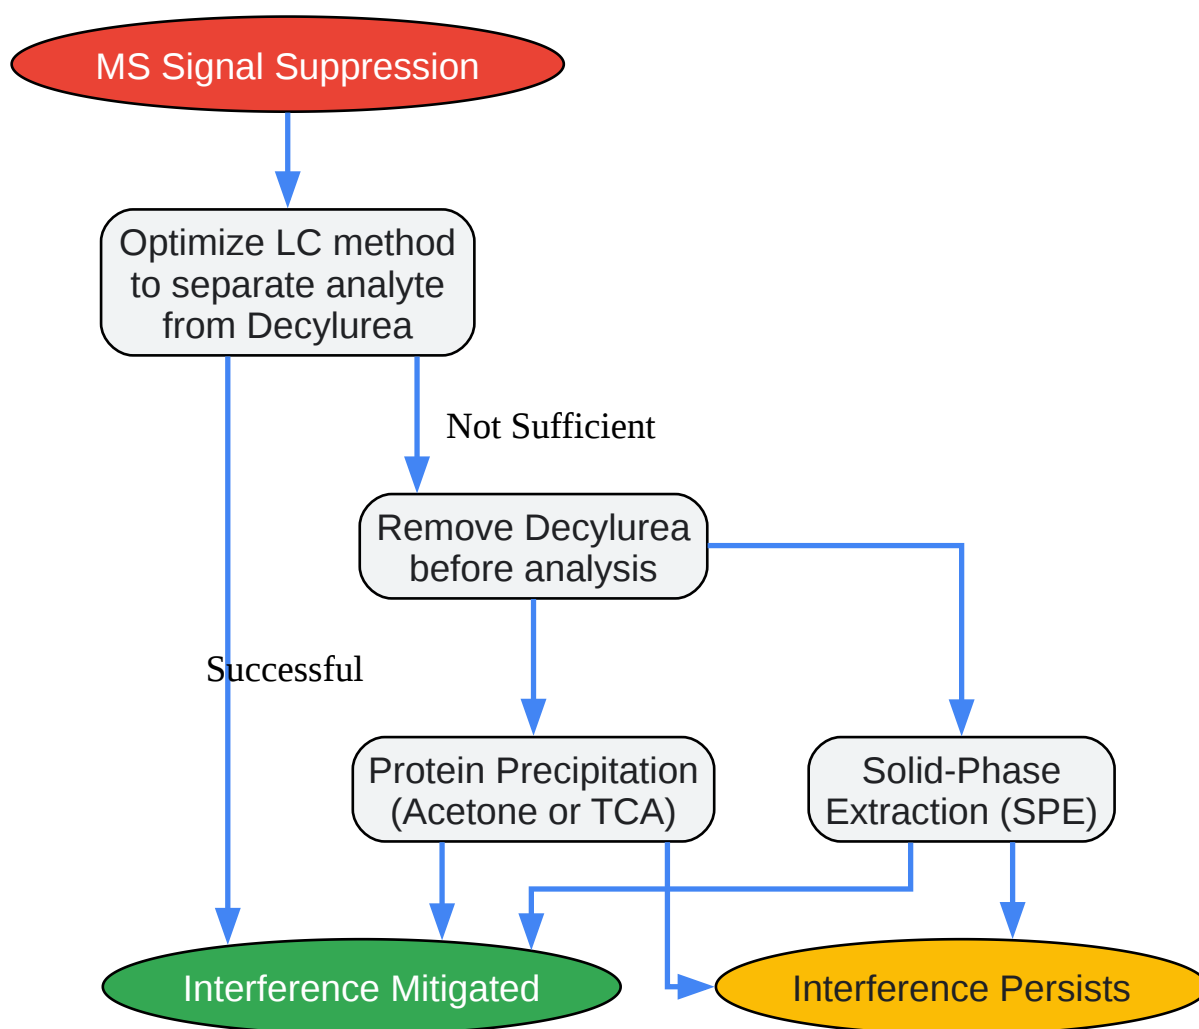 MS Signal Suppression
Optimize LC method
to separate analyte
from Decylurea
Not Sufficient
Remove Decylurea
before analysis
Successful
Protein Precipitation
(Acetone or TCA)
Solid-Phase
Extraction (SPE)
Interference Mitigated
Interference Persists